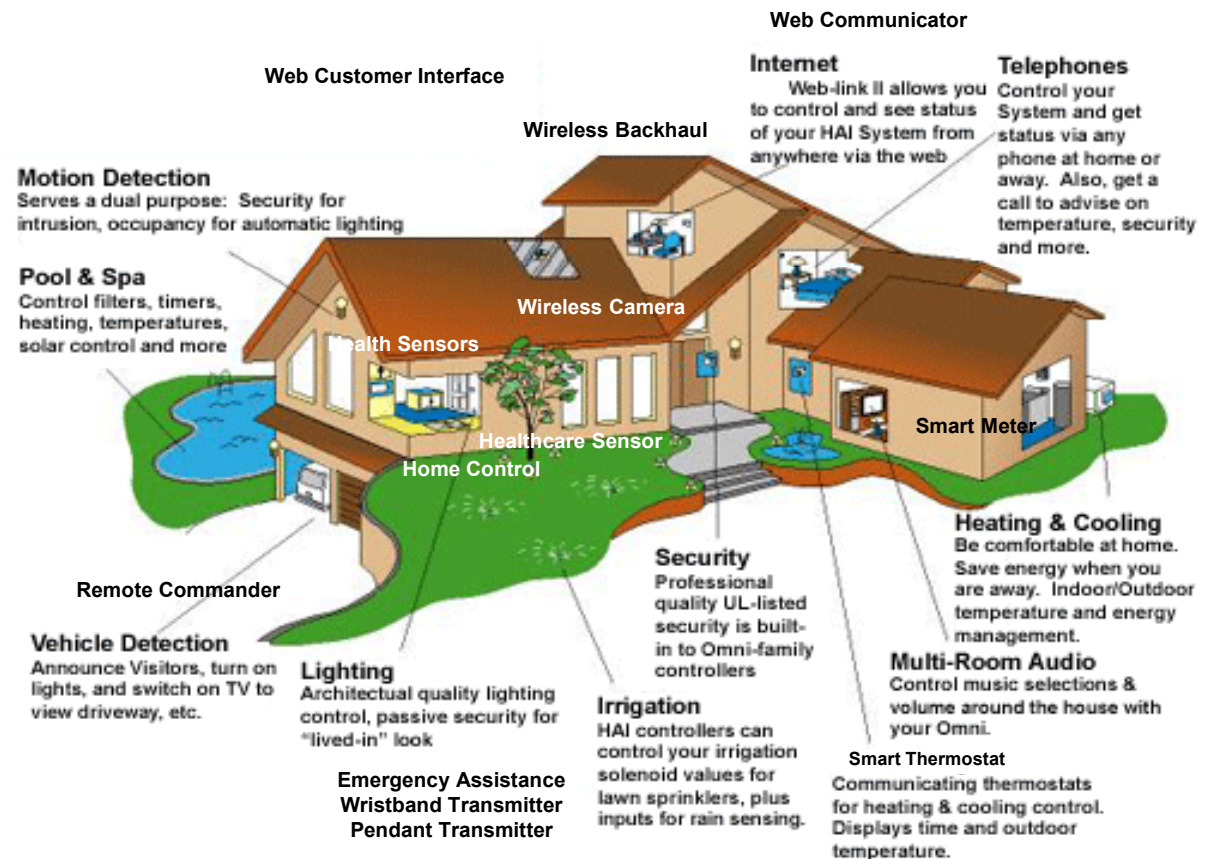 Web Communicator
Web Customer Interface
Wireless Backhaul
Internet
Web-link II allows you
to control and see status
of your HAI System from
anywhere via the web
Telephones
Control your
System and get
status via any
phone at home or
away. Also, get a
call to advise on
temperature, security
and more.
Motion Detection
Serves a dual purpose: Security for
intrusion, occupancy for automatic lighting
Pool & Spa
Control filters, timers,
heating, temperatures,
solar control and more
Wireless Camera
Health Sensors
Healthcare Sensor
Home Control
Smart Meter
Remote Commander
Vehicle Detection
Announce Visitors, turn on
lights, and switch on TV to
view driveway, etc.
Lighting
Architectual quality lighting
control, passive security for
“lived-in” look
Emergency Assistance
Wristband Transmitter
Pendant Transmitter
Security
Professional
quality UL-listed
security is built-
in to Omni-family
controllers
Irrigation
HAI controllers can
control your irrigation
solenoid values for
lawn sprinklers, plus
inputs for rain sensing.
Heating & Cooling
Be comfortable at home.
Save energy when you
are away. Indoor/Outdoor
temperature and energy
management.
Multi-Room Audio
Control music selections &
volume around the house with
your Omni.
Smart Thermostat
Communicating thermostats
for heating & cooling control.
Displays time and outdoor
temperature.